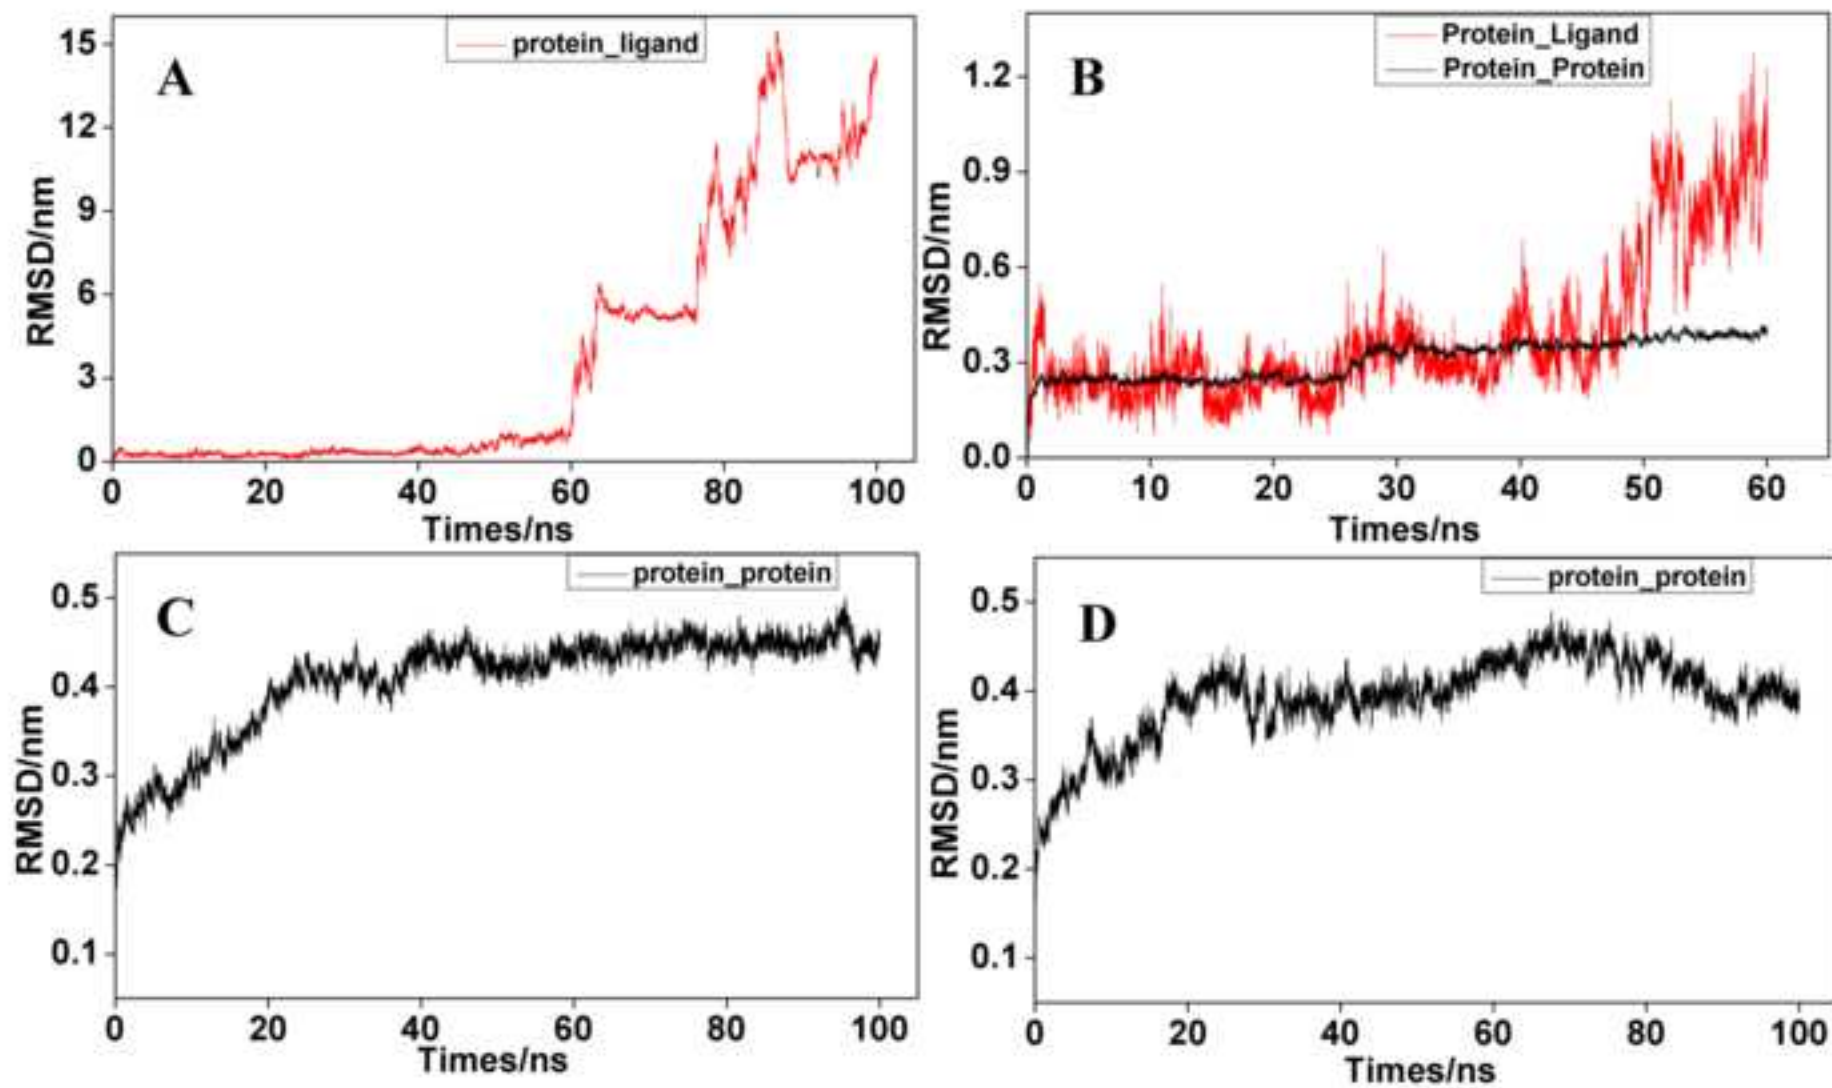 A
protein_ligand
RMSD/nm
15
12
9
6
3
0
0 20 40 60 80 100
Times/ns
B
Protein_Ligand
Protein_Protein
RMSD/nm
1.2
0.9
0.6
0.3
0.0
0 10 20 30 40 50 60
Times/ns
C
protein_protein
RMSD/nm
0.5
0.4
0.3
0.2
0.1
0 20 40 60 80 100
Times/ns
D
protein_protein
RMSD/nm
0.5
0.4
0.3
0.2
0.1
0 20 40 60 80 100
Times/ns